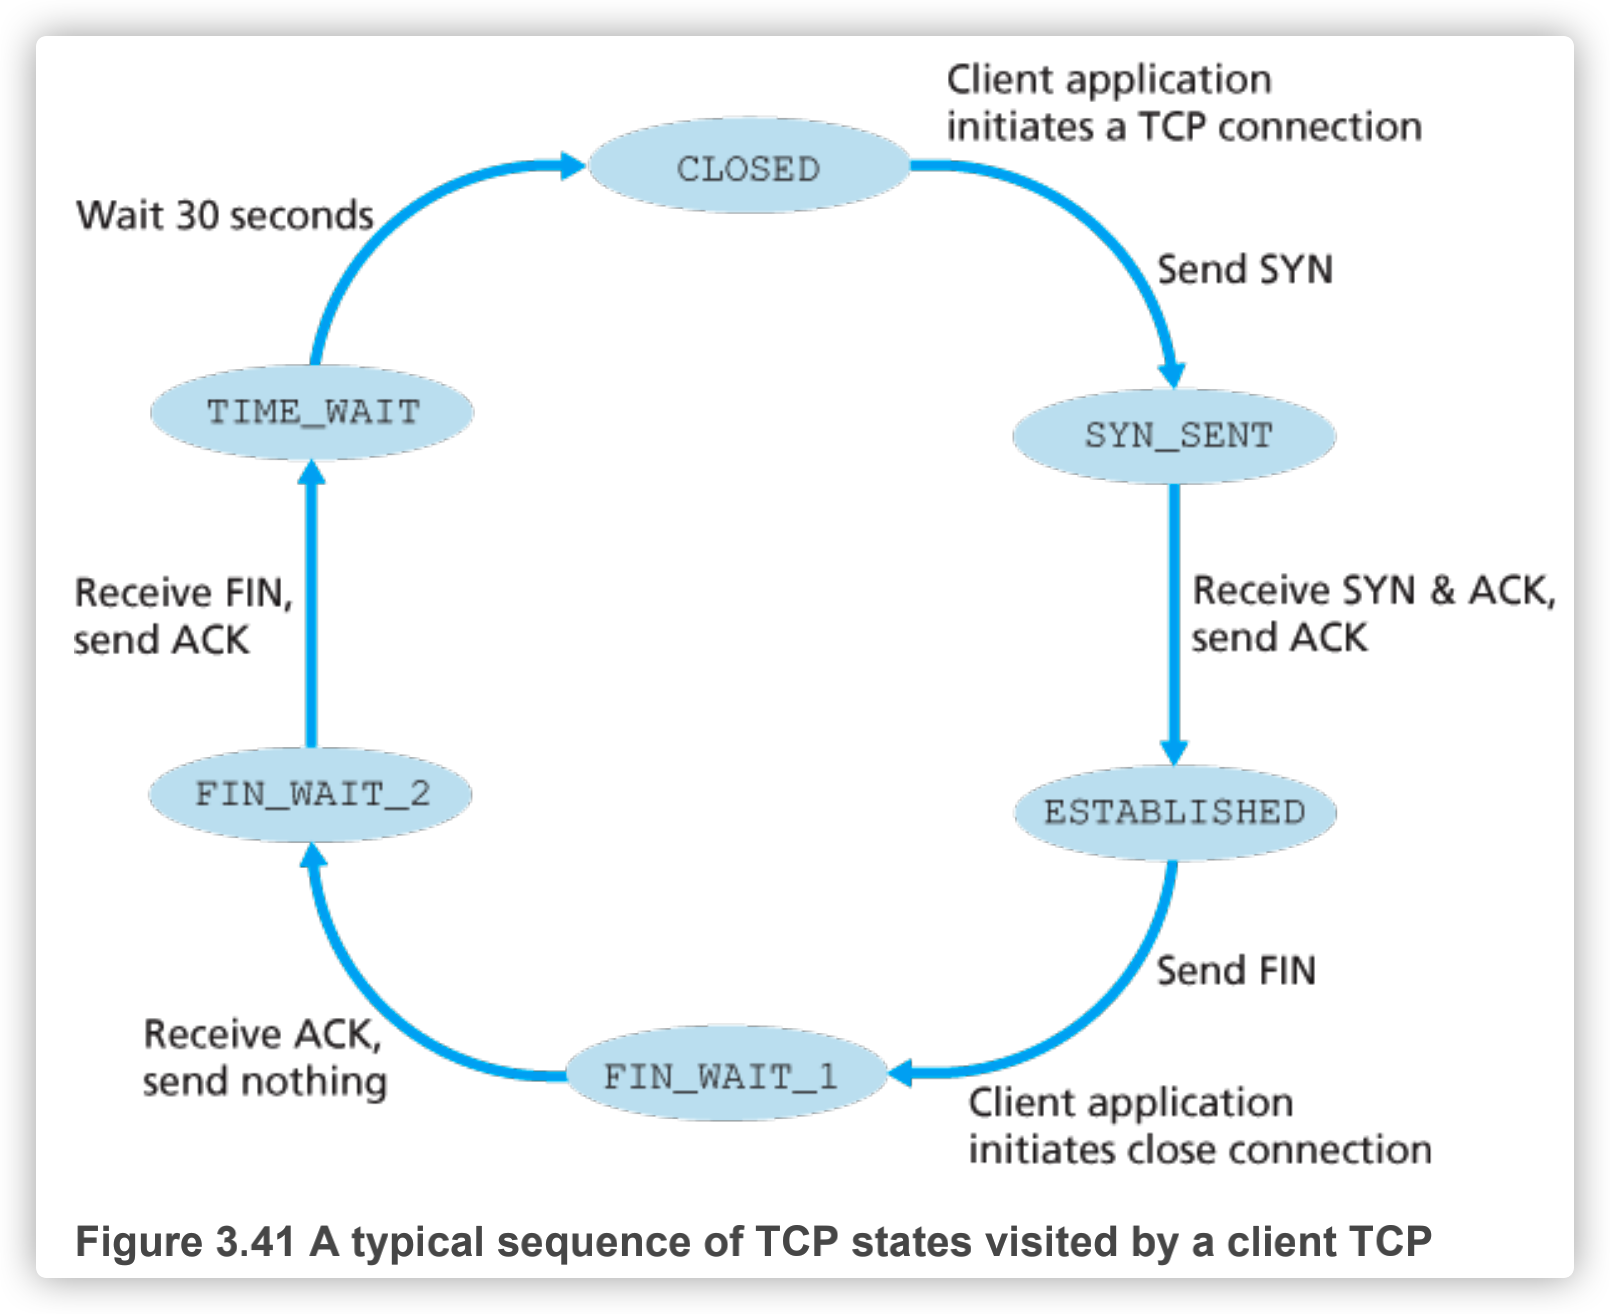 Client application
initiates a TCP connection
CLOSED
Wait 30 seconds
Send SYN
TIME_WAIT
SYN_SENT
Receive FIN,
send ACK
Receive SYN & ACK,
send ACK
FIN_WAIT_2
ESTABLISHED
Send FIN
Receive ACK,
send nothing
FIN_WAIT_1
Client application
initiates close connection
Figure 3.41 A typical sequence of TCP states visited by a client TCP